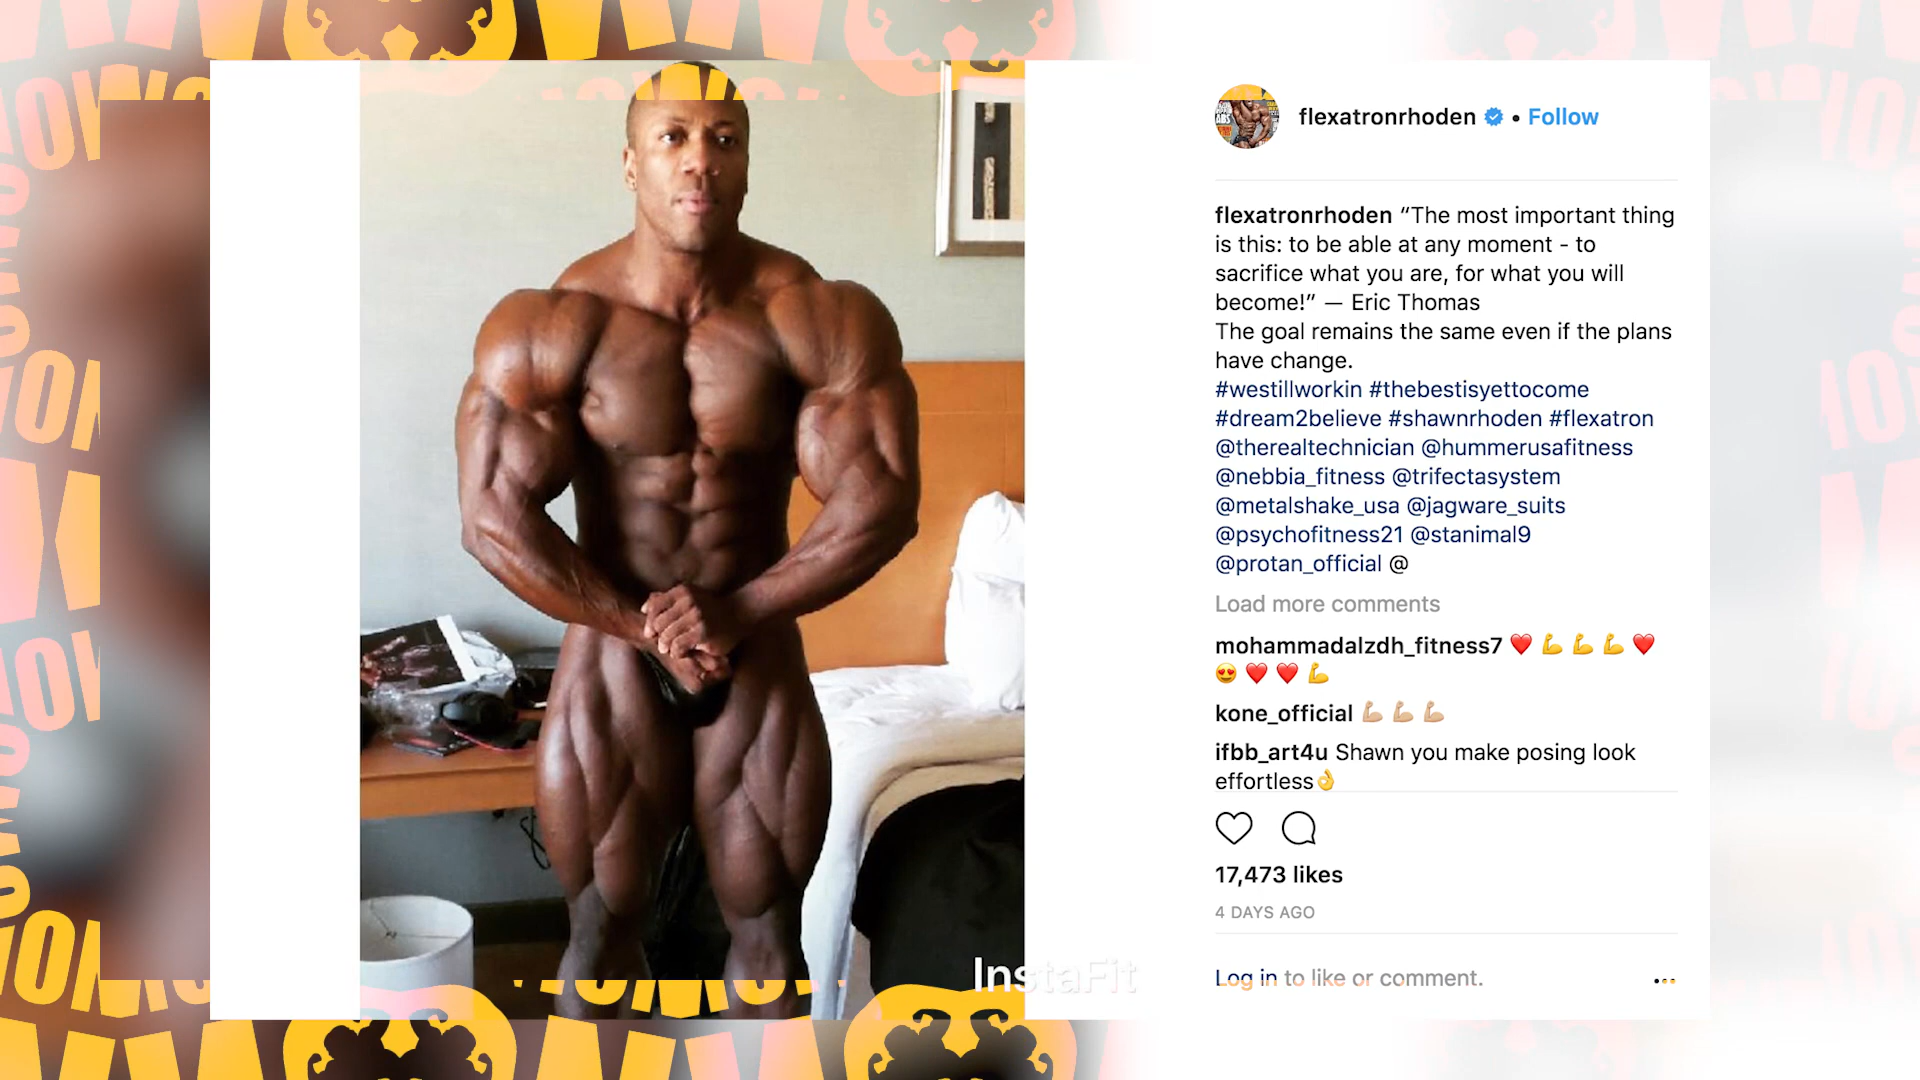 flexatronrhoden • Follow
flexatronrhoden “The most important thing
is this: to be able at any moment - to
sacrifice what you are, for what you will
become!” — Eric Thomas
The goal remains the same even if the plans
have change.
#westillworkin #thebestisyettocome
#dream2believe #shawnrhoden #flexatron
@therealtechnician @hummerusafitness
@nebbia_fitness @trifectasystem
@metalshake_usa @jagware_suits
@psychofitness21 @stanimal9
@protan_official @
Load more comments
mohammadalzdh_fitness7 ❤️ 💪 💪 💪 ❤️
😍 ❤️ ❤️ 💪
kone_official 💪🏼 💪🏼 💪🏼
ifbb_art4u Shawn you make posing look
effortless👌
17,473 likes
4 DAYS AGO
Log in to like or comment.
InstaFit